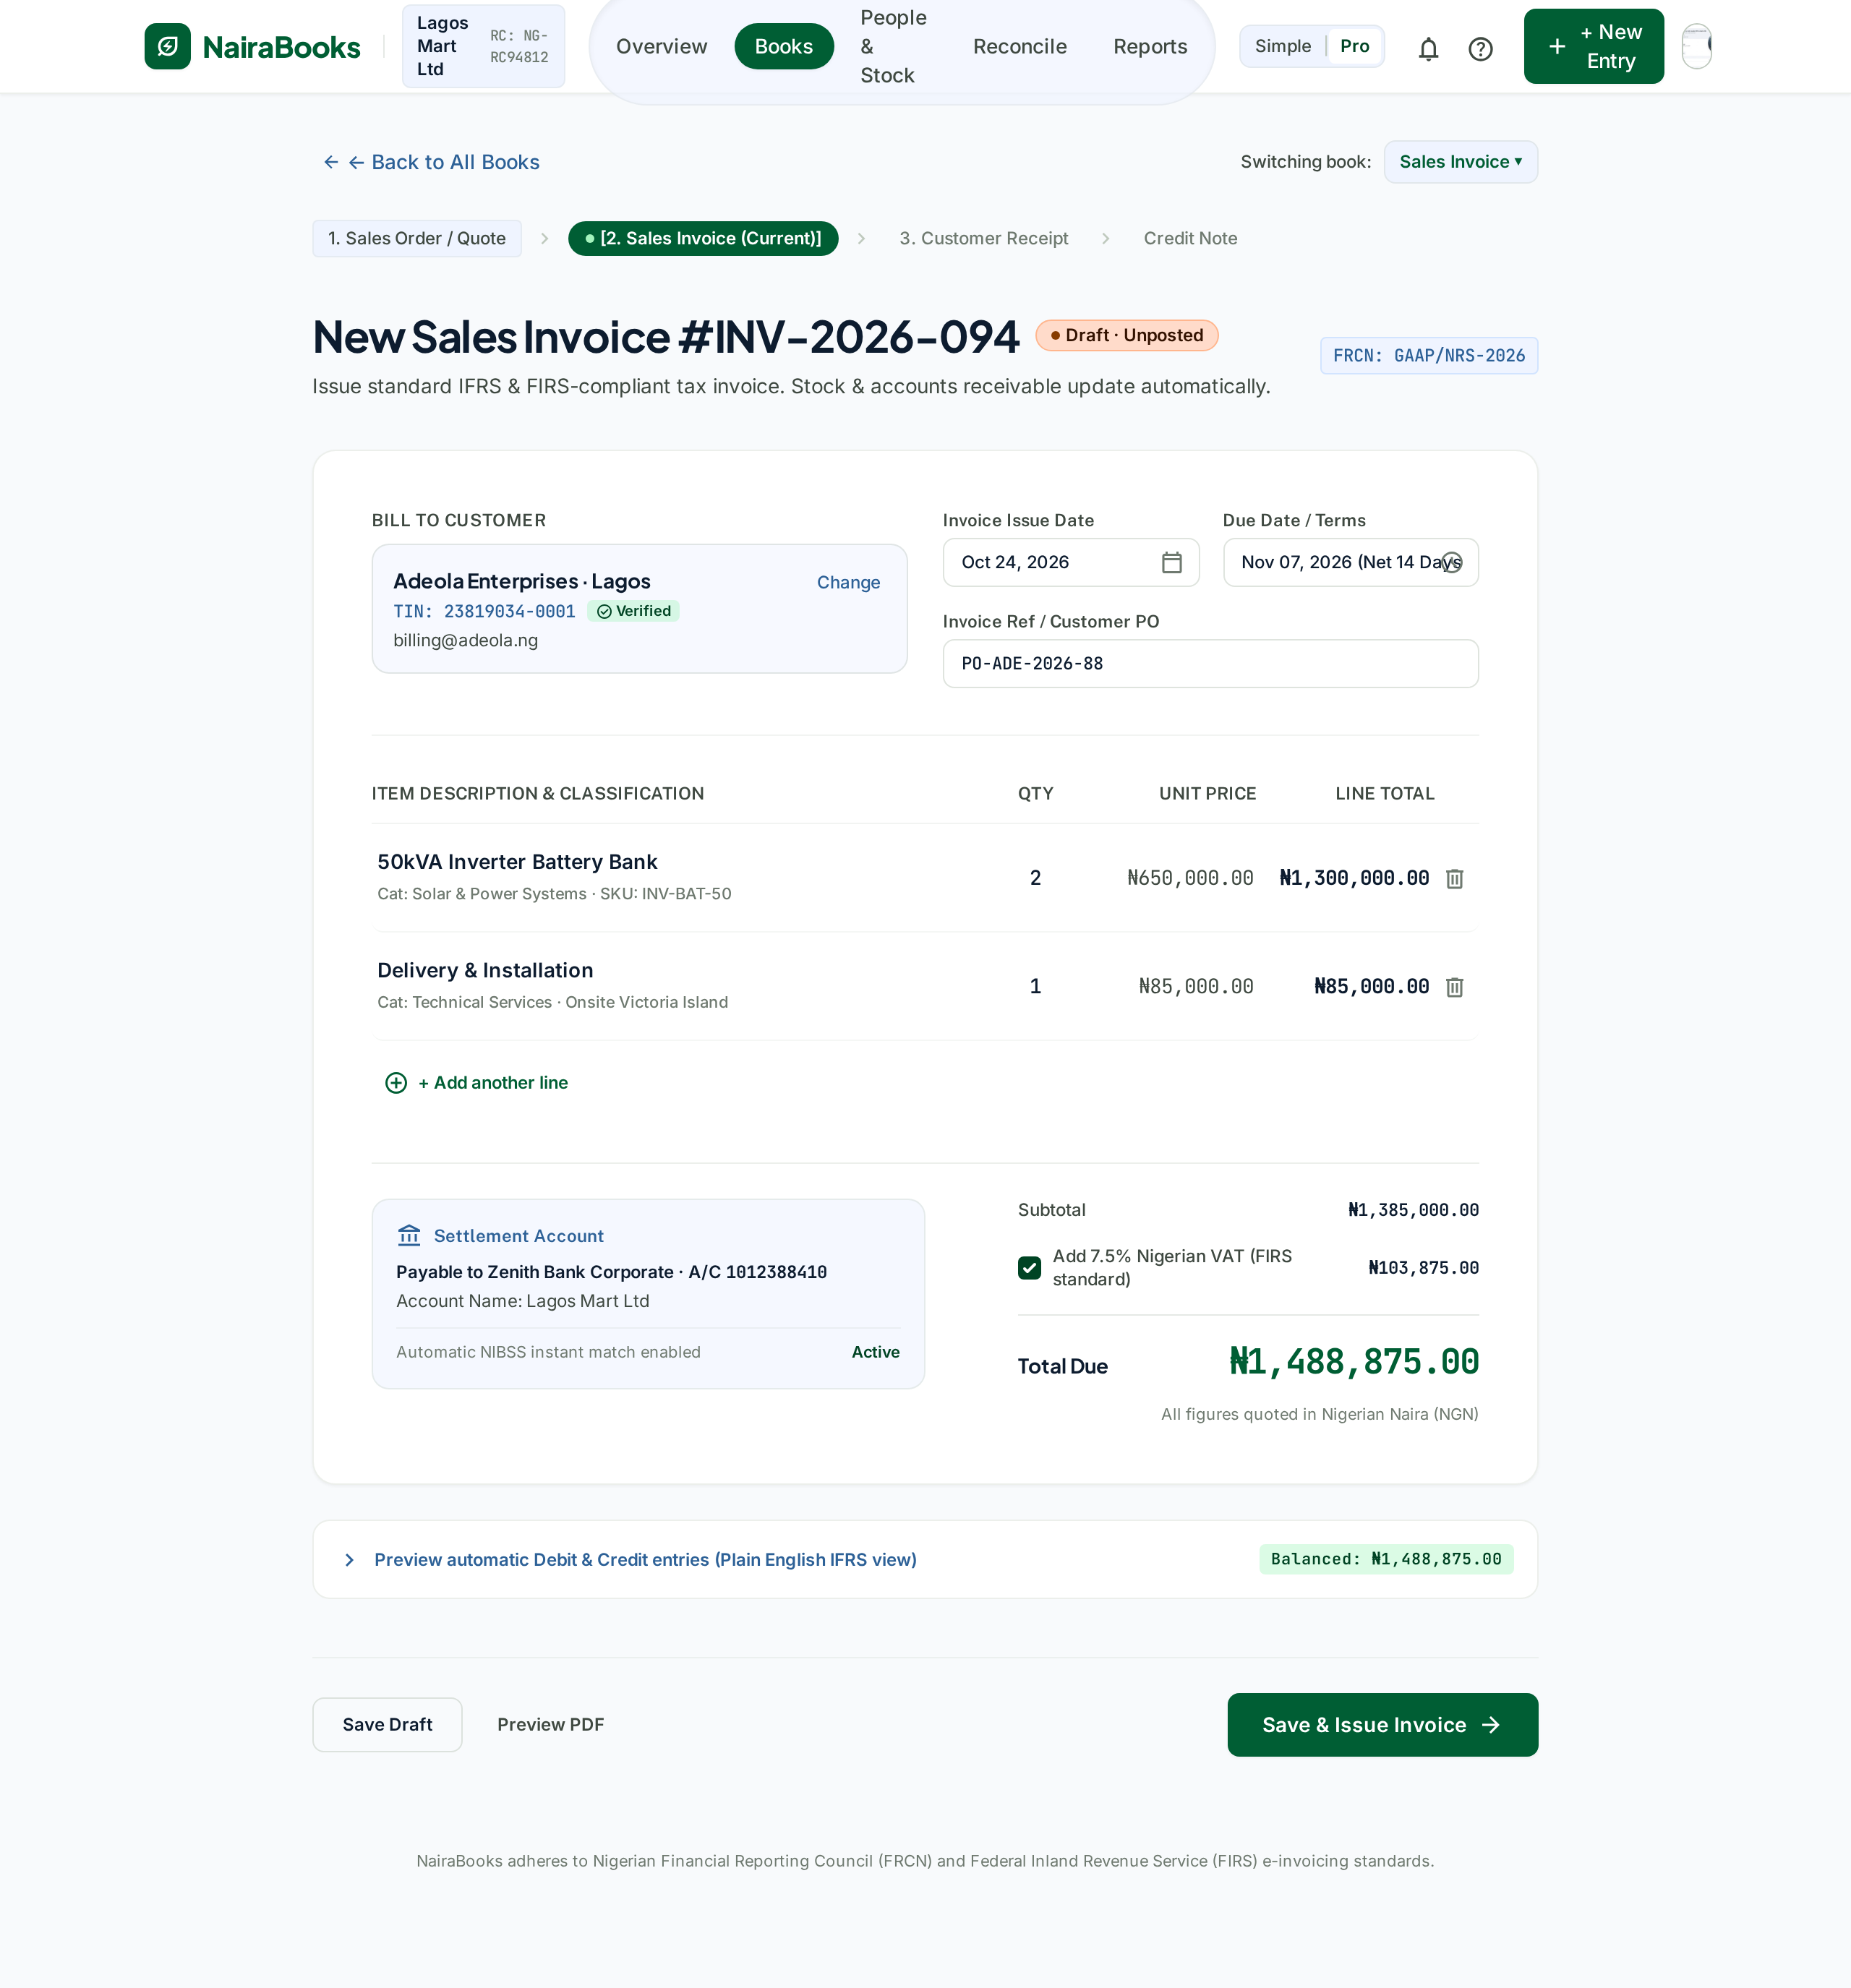 NairaBooks
Lagos Mart Ltd
RC: NG-RC94812
Overview
Books
People & Stock
Reconcile
Reports
Simple
Pro
+ New Entry
← Back to All Books
Switching book:
Sales Invoice ▾
1. Sales Order / Quote
[2. Sales Invoice (Current)]
3. Customer Receipt
Credit Note
New Sales Invoice #INV-2026-094
Draft · Unposted
FRCN: GAAP/NRS-2026
Issue standard IFRS & FIRS-compliant tax invoice. Stock & accounts receivable update automatically.
BILL TO CUSTOMER
Adeola Enterprises · Lagos
Change
TIN: 23819034-0001
Verified
billing@adeola.ng
Invoice Issue Date
Oct 24, 2026
Due Date / Terms
Nov 07, 2026 (Net 14 Days
Invoice Ref / Customer PO
PO-ADE-2026-88
ITEM DESCRIPTION & CLASSIFICATION
QTY
UNIT PRICE
LINE TOTAL
50kVA Inverter Battery Bank
Cat: Solar & Power Systems · SKU: INV-BAT-50
2
₦650,000.00
₦1,300,000.00
Delivery & Installation
Cat: Technical Services · Onsite Victoria Island
1
₦85,000.00
₦85,000.00
+ Add another line
Settlement Account
Payable to Zenith Bank Corporate · A/C 1012388410
Account Name: Lagos Mart Ltd
Automatic NIBSS instant match enabled
Active
Subtotal
₦1,385,000.00
Add 7.5% Nigerian VAT (FIRS standard)
₦103,875.00
Total Due
₦1,488,875.00
All figures quoted in Nigerian Naira (NGN)
Preview automatic Debit & Credit entries (Plain English IFRS view)
Balanced: ₦1,488,875.00
Save Draft
Preview PDF
Save & Issue Invoice
NairaBooks adheres to Nigerian Financial Reporting Council (FRCN) and Federal Inland Revenue Service (FIRS) e-invoicing standards.